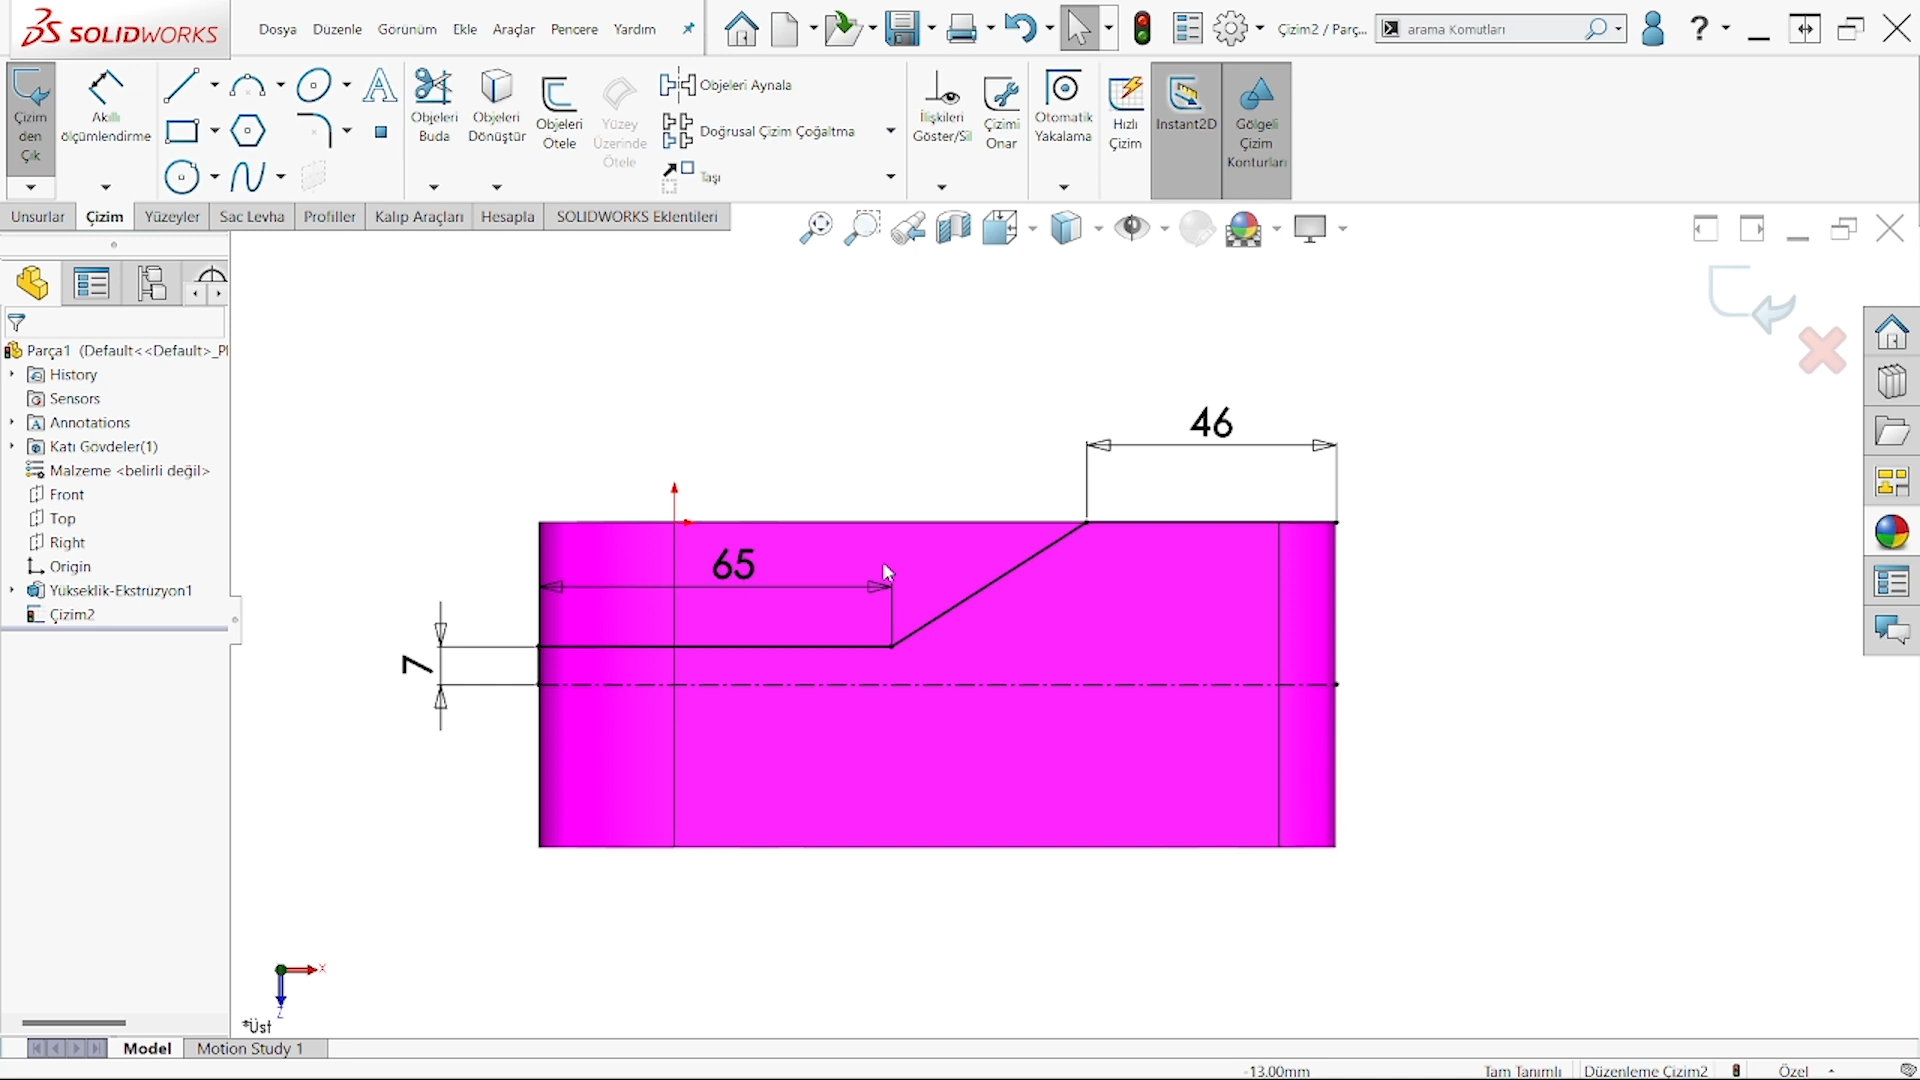 SOLIDWORKS
Dosya Düzenle Görünüm Ekle Araçlar Pencere Yardım
Çizim2 / Parç...
arama Komutları
?
Çizim den Çık
Akıllı ölçümlendirme
Objeleri Buda
Objeleri Dönüştür
Objeleri Ötele
Yüzey Üzerinde Ötele
Objeleri Aynala
Doğrusal Çizim Çoğaltma
Taşı
İlişkileri Göster/Sil
Çizimi Onar
Otomatik Yakalama
Hızlı Çizim
Instant2D
Gölgeli Çizim Konturları
Unsurlar Çizim Yüzeyler Sac Levha Profiller Kalıp Araçları Hesapla SOLIDWORKS Eklentileri
Parça1 (Default<<Default>_P
History
Sensors
Annotations
Katı Govdeler(1)
Malzeme <belirli değil>
Front
Top
Right
Origin
Yükseklik-Ekstrüzyon1
Çizim2
46
65
7
X
Z
*Üst
Model Motion Study 1
-13.00mm Tam Tanımlı Düzenleme Çizim2 Özel